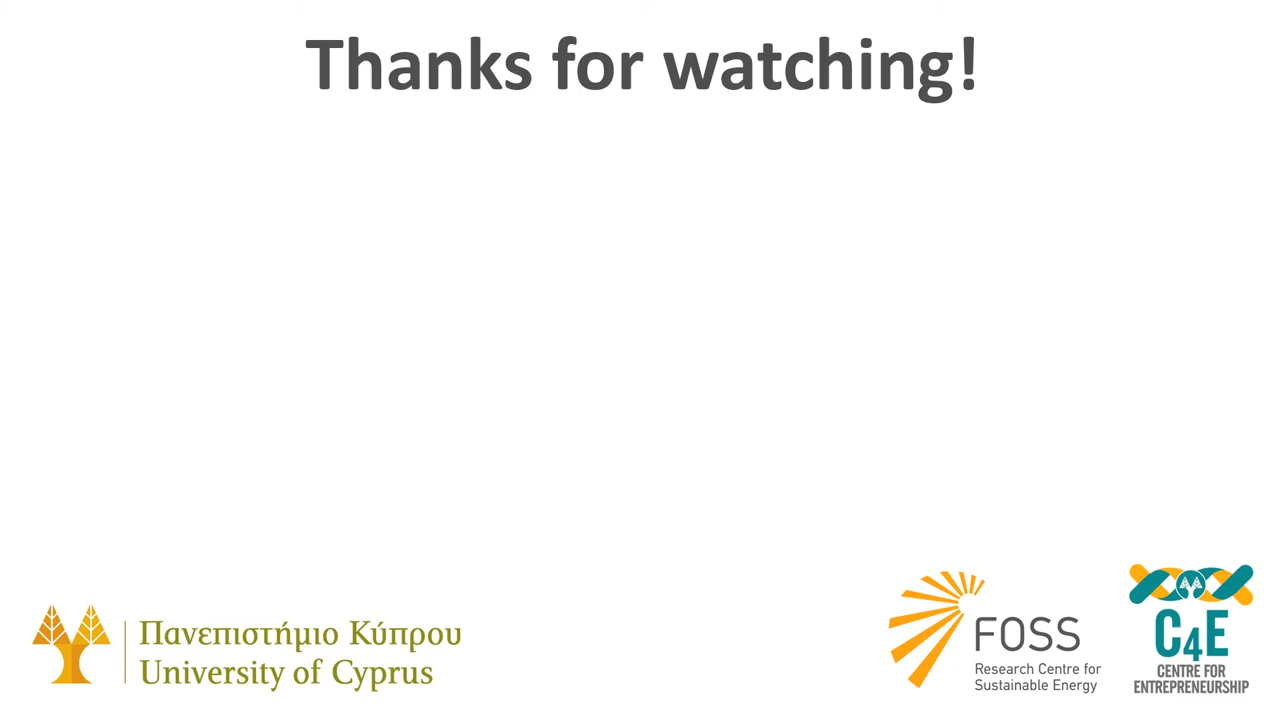 Thanks for watching!
Πανεπιστήμιο Κύπρου
University of Cyprus
FOSS
Research Centre for
Sustainable Energy
C4E
CENTRE FOR
ENTREPRENEURSHIP